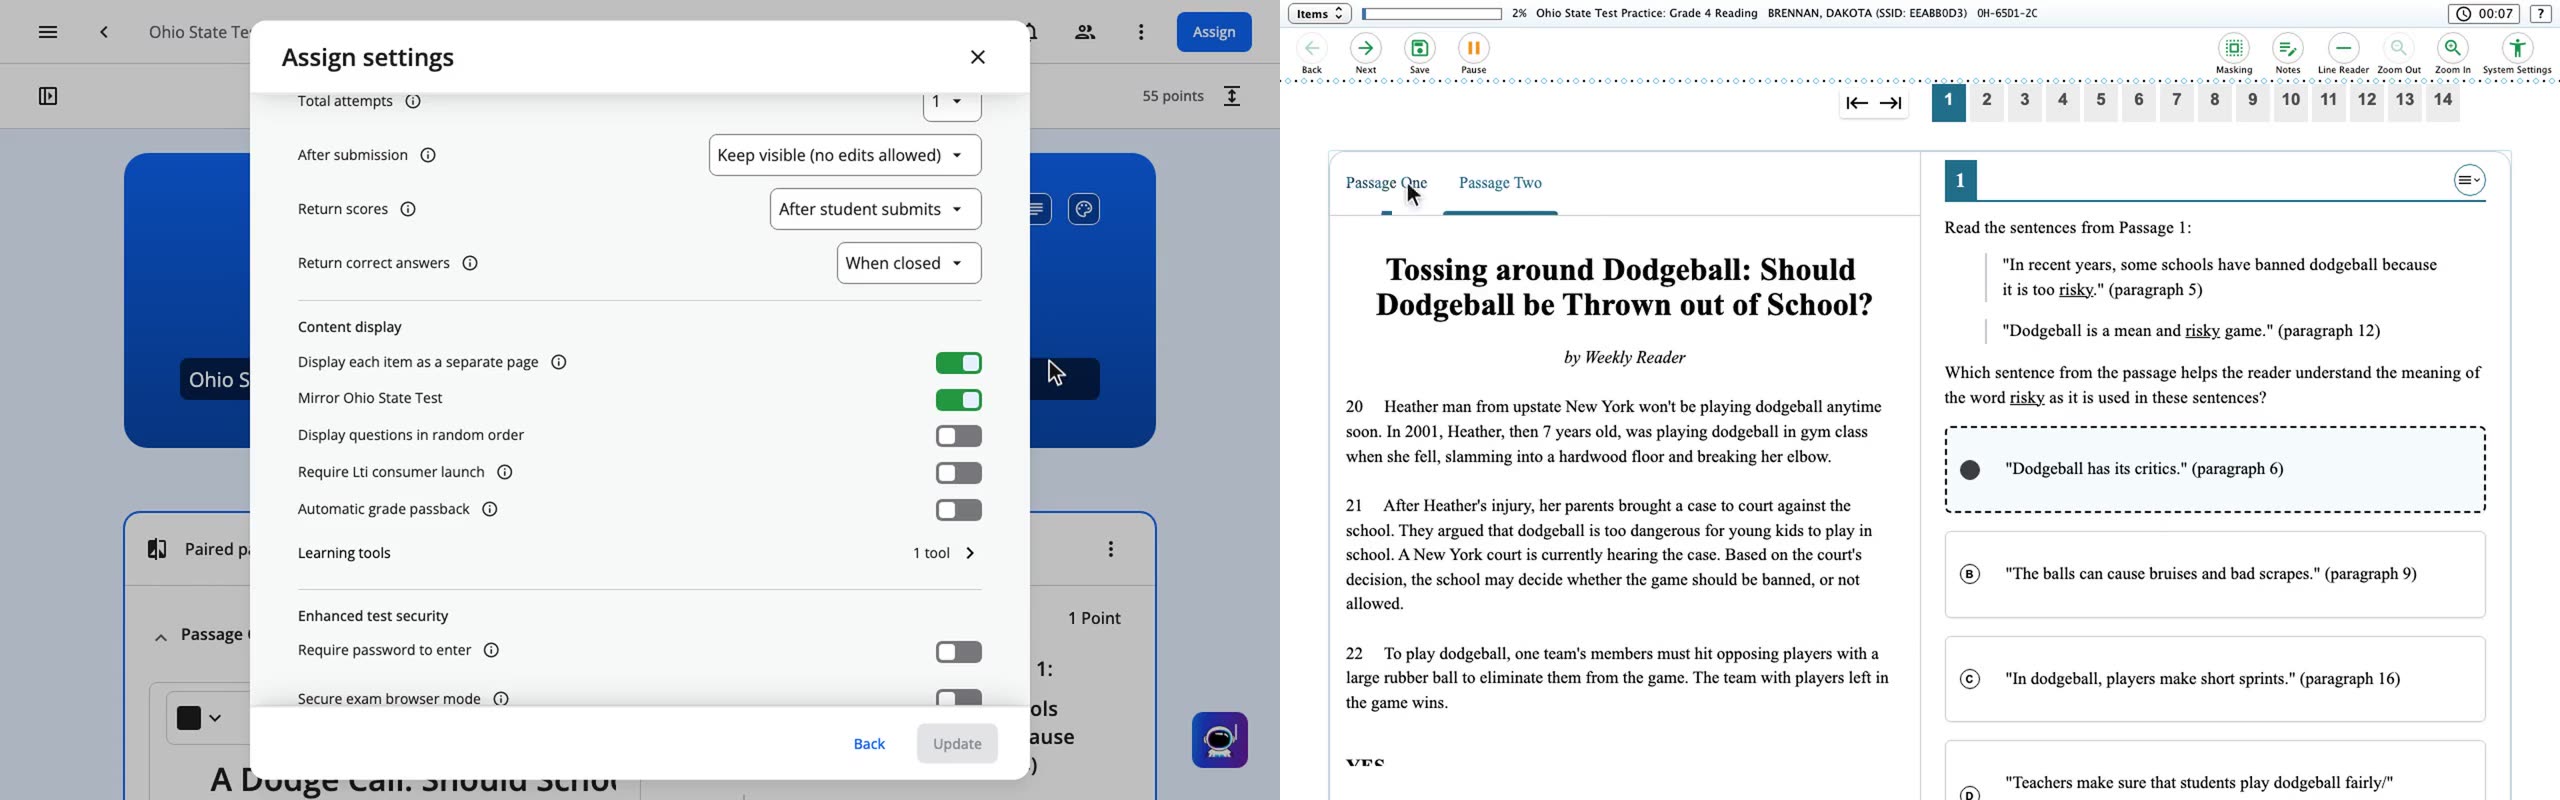 Ohio State Te
Assign
55 points
Ohio S
Paired pa
Passage
1 Point
1:
ols
ause
)
A Dodge Call: Should Schoo
Assign settings
Total attempts
1
After submission
Keep visible (no edits allowed)
Return scores
After student submits
Return correct answers
When closed
Content display
Display each item as a separate page
Mirror Ohio State Test
Display questions in random order
Require Lti consumer launch
Automatic grade passback
Learning tools
1 tool
Enhanced test security
Require password to enter
Secure exam browser mode
Back
Update
Items
2%
Ohio State Test Practice: Grade 4 Reading BRENNAN, DAKOTA (SSID: EEABB0D3) OH-65D1-2C
00:07
?
Back
Next
Save
Pause
Masking
Notes
Line Reader
Zoom Out
Zoom In
System Settings
1 2 3 4 5 6 7 8 9 10 11 12 13 14
Passage One
Passage Two
Tossing around Dodgeball: Should
Dodgeball be Thrown out of School?
by Weekly Reader
20 Heather man from upstate New York won't be playing dodgeball anytime
soon. In 2001, Heather, then 7 years old, was playing dodgeball in gym class
when she fell, slamming into a hardwood floor and breaking her elbow.
21 After Heather's injury, her parents brought a case to court against the
school. They argued that dodgeball is too dangerous for young kids to play in
school. A New York court is currently hearing the case. Based on the court's
decision, the school may decide whether the game should be banned, or not
allowed.
22 To play dodgeball, one team's members must hit opposing players with a
large rubber ball to eliminate them from the game. The team with players left in
the game wins.
YES
1
Read the sentences from Passage 1:
"In recent years, some schools have banned dodgeball because
it is too risky." (paragraph 5)
"Dodgeball is a mean and risky game." (paragraph 12)
Which sentence from the passage helps the reader understand the meaning of
the word risky as it is used in these sentences?
"Dodgeball has its critics." (paragraph 6)
B "The balls can cause bruises and bad scrapes." (paragraph 9)
C "In dodgeball, players make short sprints." (paragraph 16)
D "Teachers make sure that students play dodgeball fairly/"